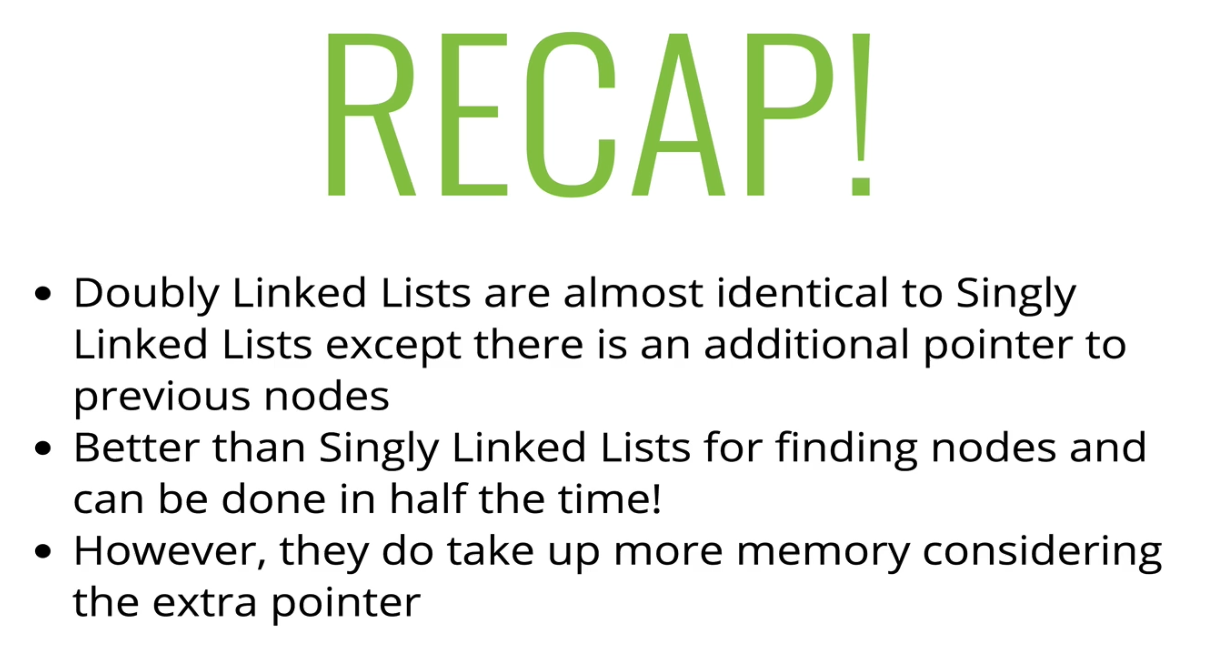 RECAP!
• Doubly Linked Lists are almost identical to Singly
Linked Lists except there is an additional pointer to
previous nodes
• Better than Singly Linked Lists for finding nodes and
can be done in half the time!
• However, they do take up more memory considering
the extra pointer